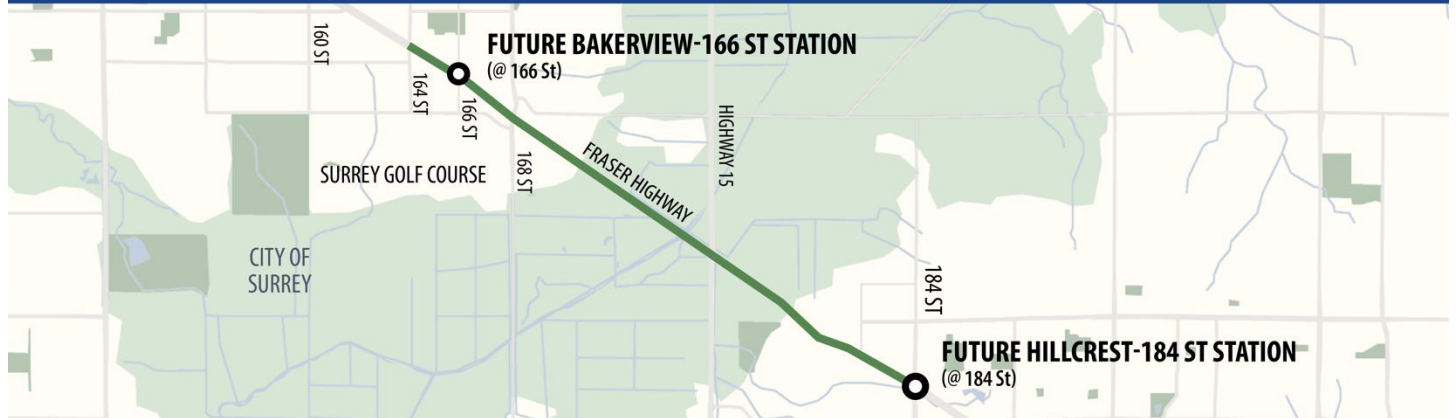 FUTURE BAKERVIEW-166 ST STATION
(@ 166 St)
160 ST
164 ST
166 ST
168 ST
HIGHWAY 15
SURREY GOLF COURSE
FRASER HIGHWAY
CITY OF
SURREY
184 ST
FUTURE HILLCREST-184 ST STATION
(@ 184 St)